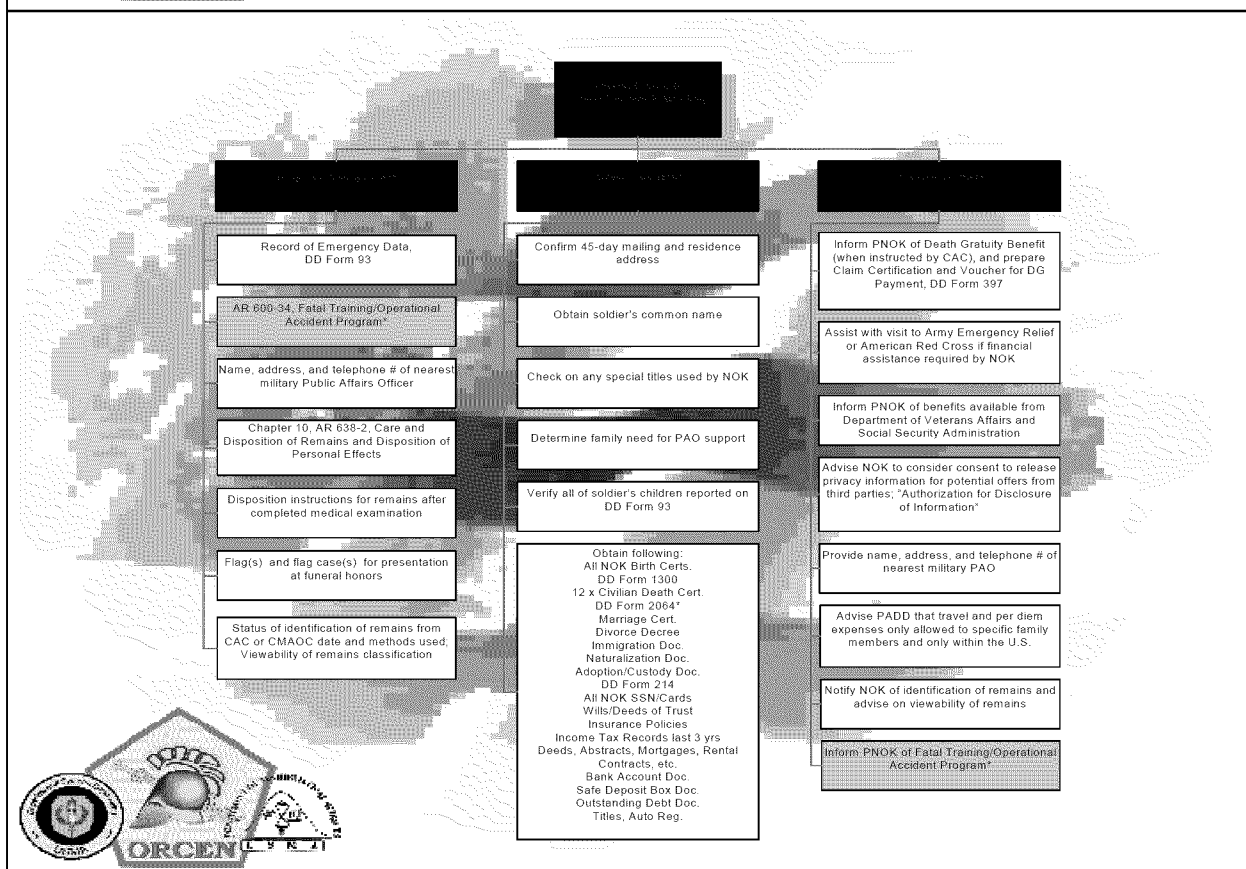 Record of Emergency Data,
DD Form 93
AR 600-34, Fatal Training/Operational
Accident Program*
Name, address, and telephone # of nearest
military Public Affairs Officer
Chapter 10, AR 638-2, Care and
Disposition of Remains and Disposition of
Personal Effects
Disposition instructions for remains after
completed medical examination
Flag(s) and flag case(s) for presentation
at funeral honors
Status of identification of remains from
CAC or CMAOC date and methods used;
Viewability of remains classification
Confirm 45-day mailing and residence
address
Obtain soldier's common name
Check on any special titles used by NOK
Determine family need for PAO support
Verify all of soldier's children reported on
DD Form 93
Obtain following:
All NOK Birth Certs.
DD Form 1300
12 x Civilian Death Cert.
DD Form 2064*
Marriage Cert.
Divorce Decree
Immigration Doc.
Naturalization Doc.
Adoption/Custody Doc.
DD Form 214
All NOK SSN/Cards
Wills/Deeds of Trust
Insurance Policies
Income Tax Records last 3 yrs
Deeds, Abstracts, Mortgages, Rental
Contracts, etc.
Bank Account Doc.
Safe Deposit Box Doc.
Outstanding Debt Doc.
Titles, Auto Reg.
Inform PNOK of Death Gratuity Benefit
(when instructed by CAC), and prepare
Claim Certification and Voucher for DG
Payment, DD Form 397
Assist with visit to Army Emergency Relief
or American Red Cross if financial
assistance required by NOK
Inform PNOK of benefits available from
Department of Veterans Affairs and
Social Security Administration
Advise NOK to consider consent to release
privacy information for potential offers from
third parties; "Authorization for Disclosure
of Information"
Provide name, address, and telephone # of
nearest military PAO
Advise PADD that travel and per diem
expenses only allowed to specific family
members and only within the U.S.
Notify NOK of identification of remains and
advise on viewability of remains
Inform PNOK of Fatal Training/Operational
Accident Program*
ORCEN